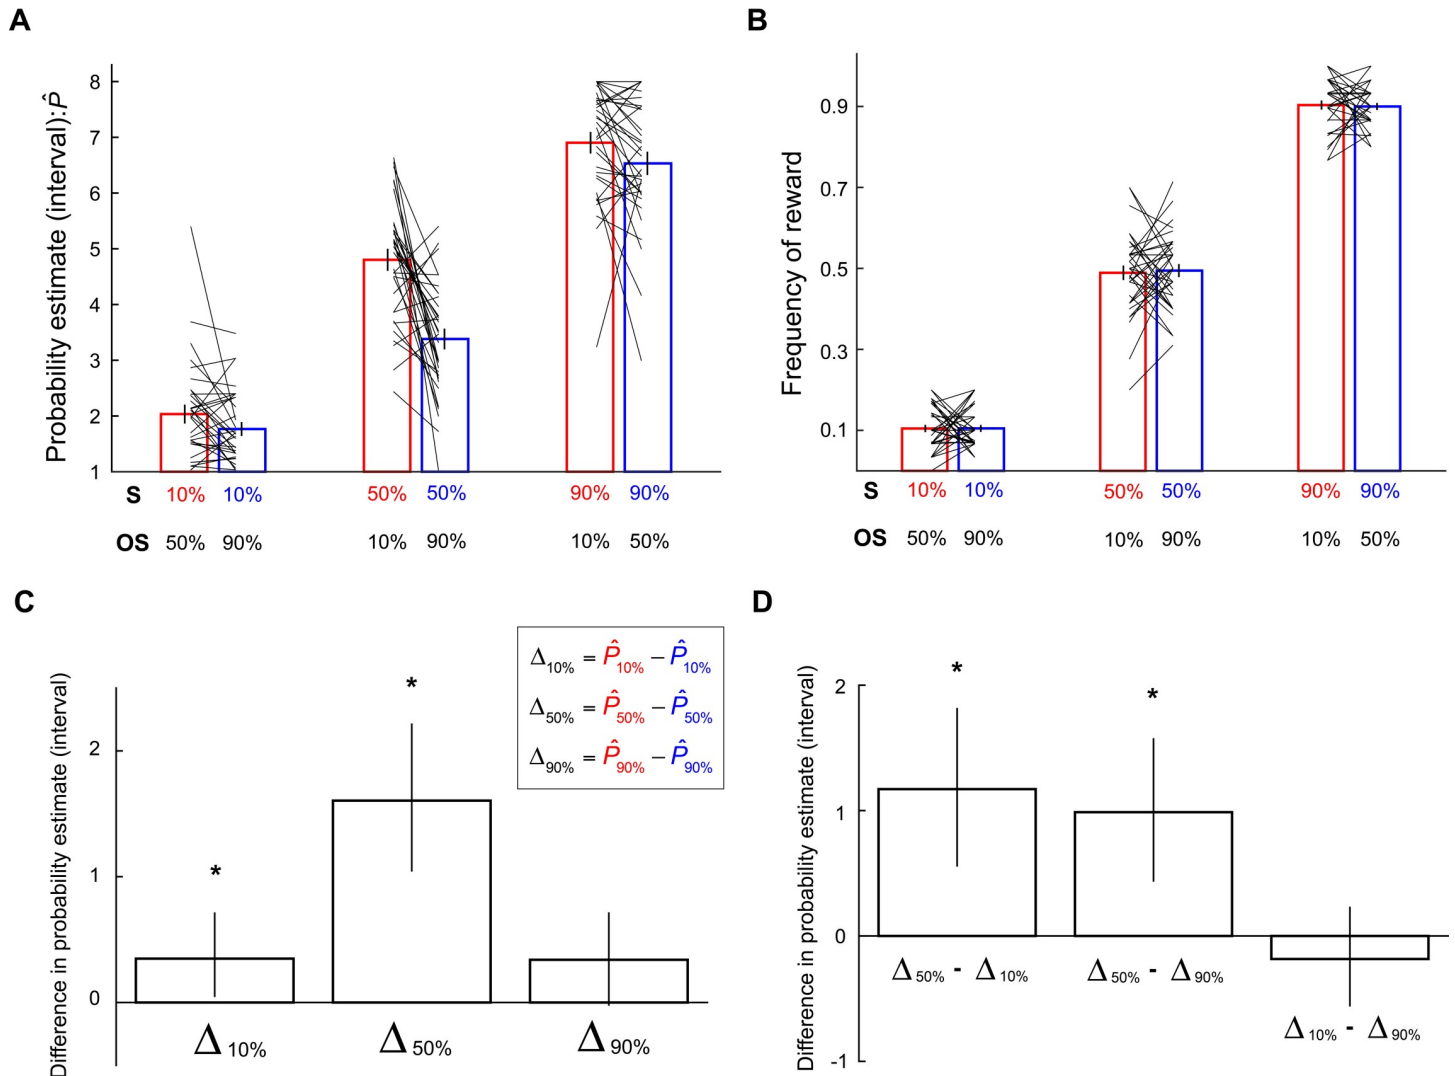 A
Probability estimate (interval):P̂
8
7
6
5
4
3
2
1
S 10% 10% 50% 50% 90% 90%
OS 50% 90% 10% 90% 10% 50%
B
Frequency of reward
0.9
0.7
0.5
0.3
0.1
S 10% 10% 50% 50% 90% 90%
OS 50% 90% 10% 90% 10% 50%
C
Difference in probability estimate (interval)
2
1
0
* * 
Δ10% = P̂10% − P̂10%
Δ50% = P̂50% − P̂50%
Δ90% = P̂90% − P̂90%
Δ10% Δ50% Δ90%
D
Difference in probability estimate (interval)
2
1
0
-1
* *
Δ50% - Δ10%
Δ50% - Δ90%
Δ10% - Δ90%